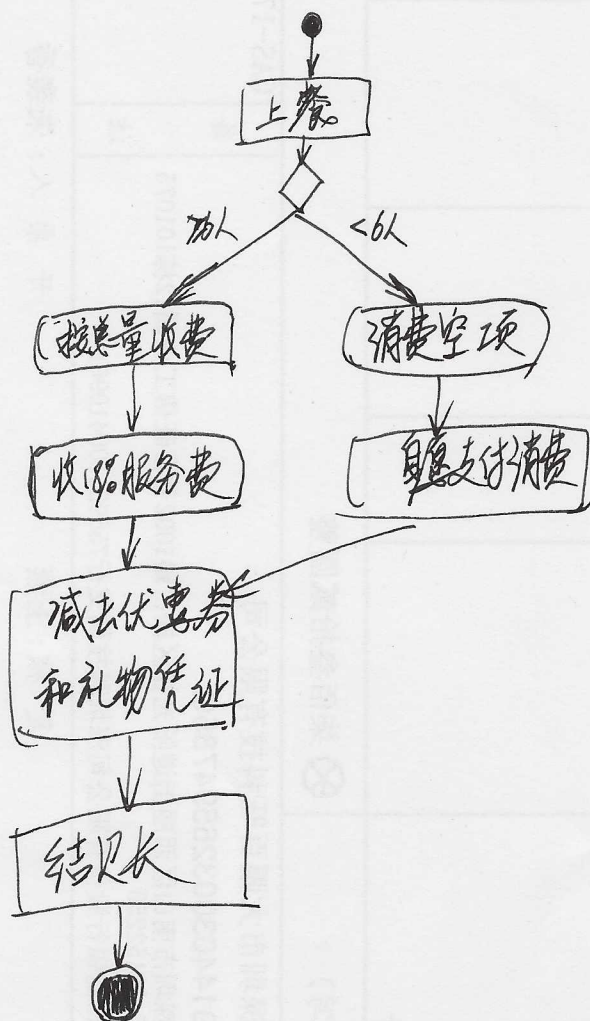 上餐
≥6人
<6人
按总量收费
消费空项
收18%服务费
自愿支付消费
减去优惠券
和礼物凭证
结贝长